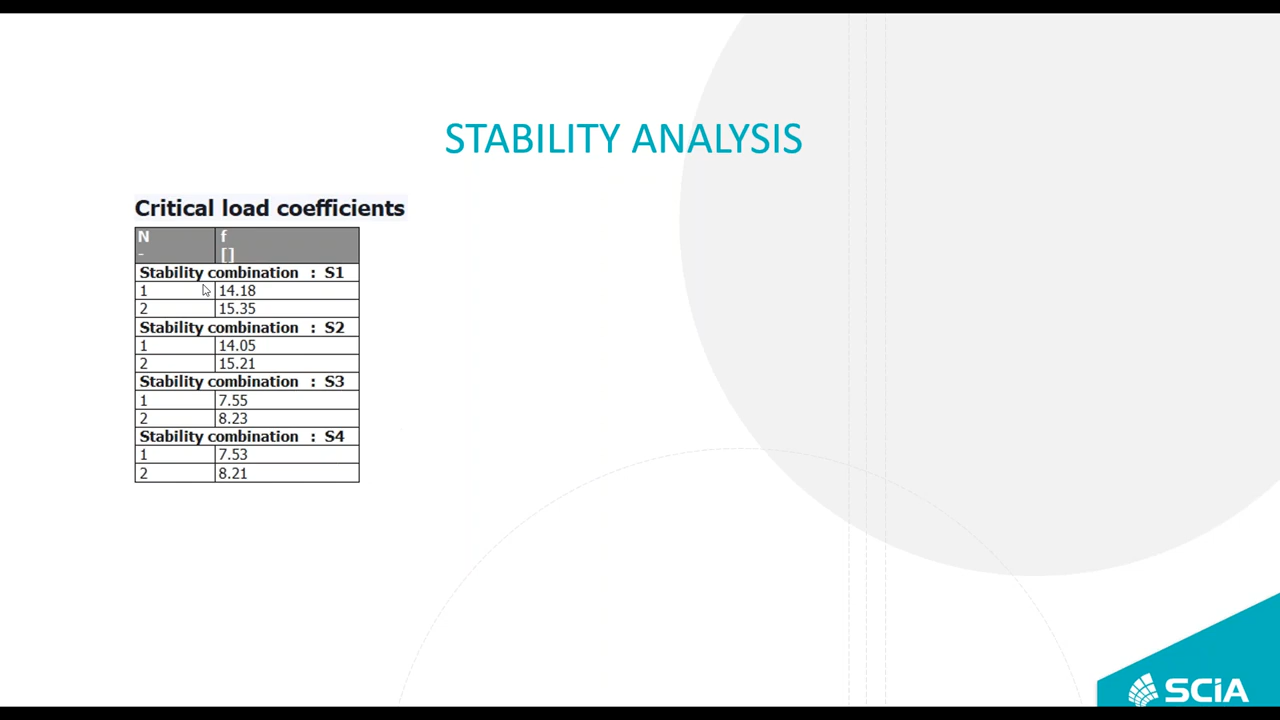 STABILITY ANALYSIS
Critical load coefficients
N f
- []
Stability combination : S1
1 14.18
2 15.35
Stability combination : S2
1 14.05
2 15.21
Stability combination : S3
1 7.55
2 8.23
Stability combination : S4
1 7.53
2 8.21
SCiA